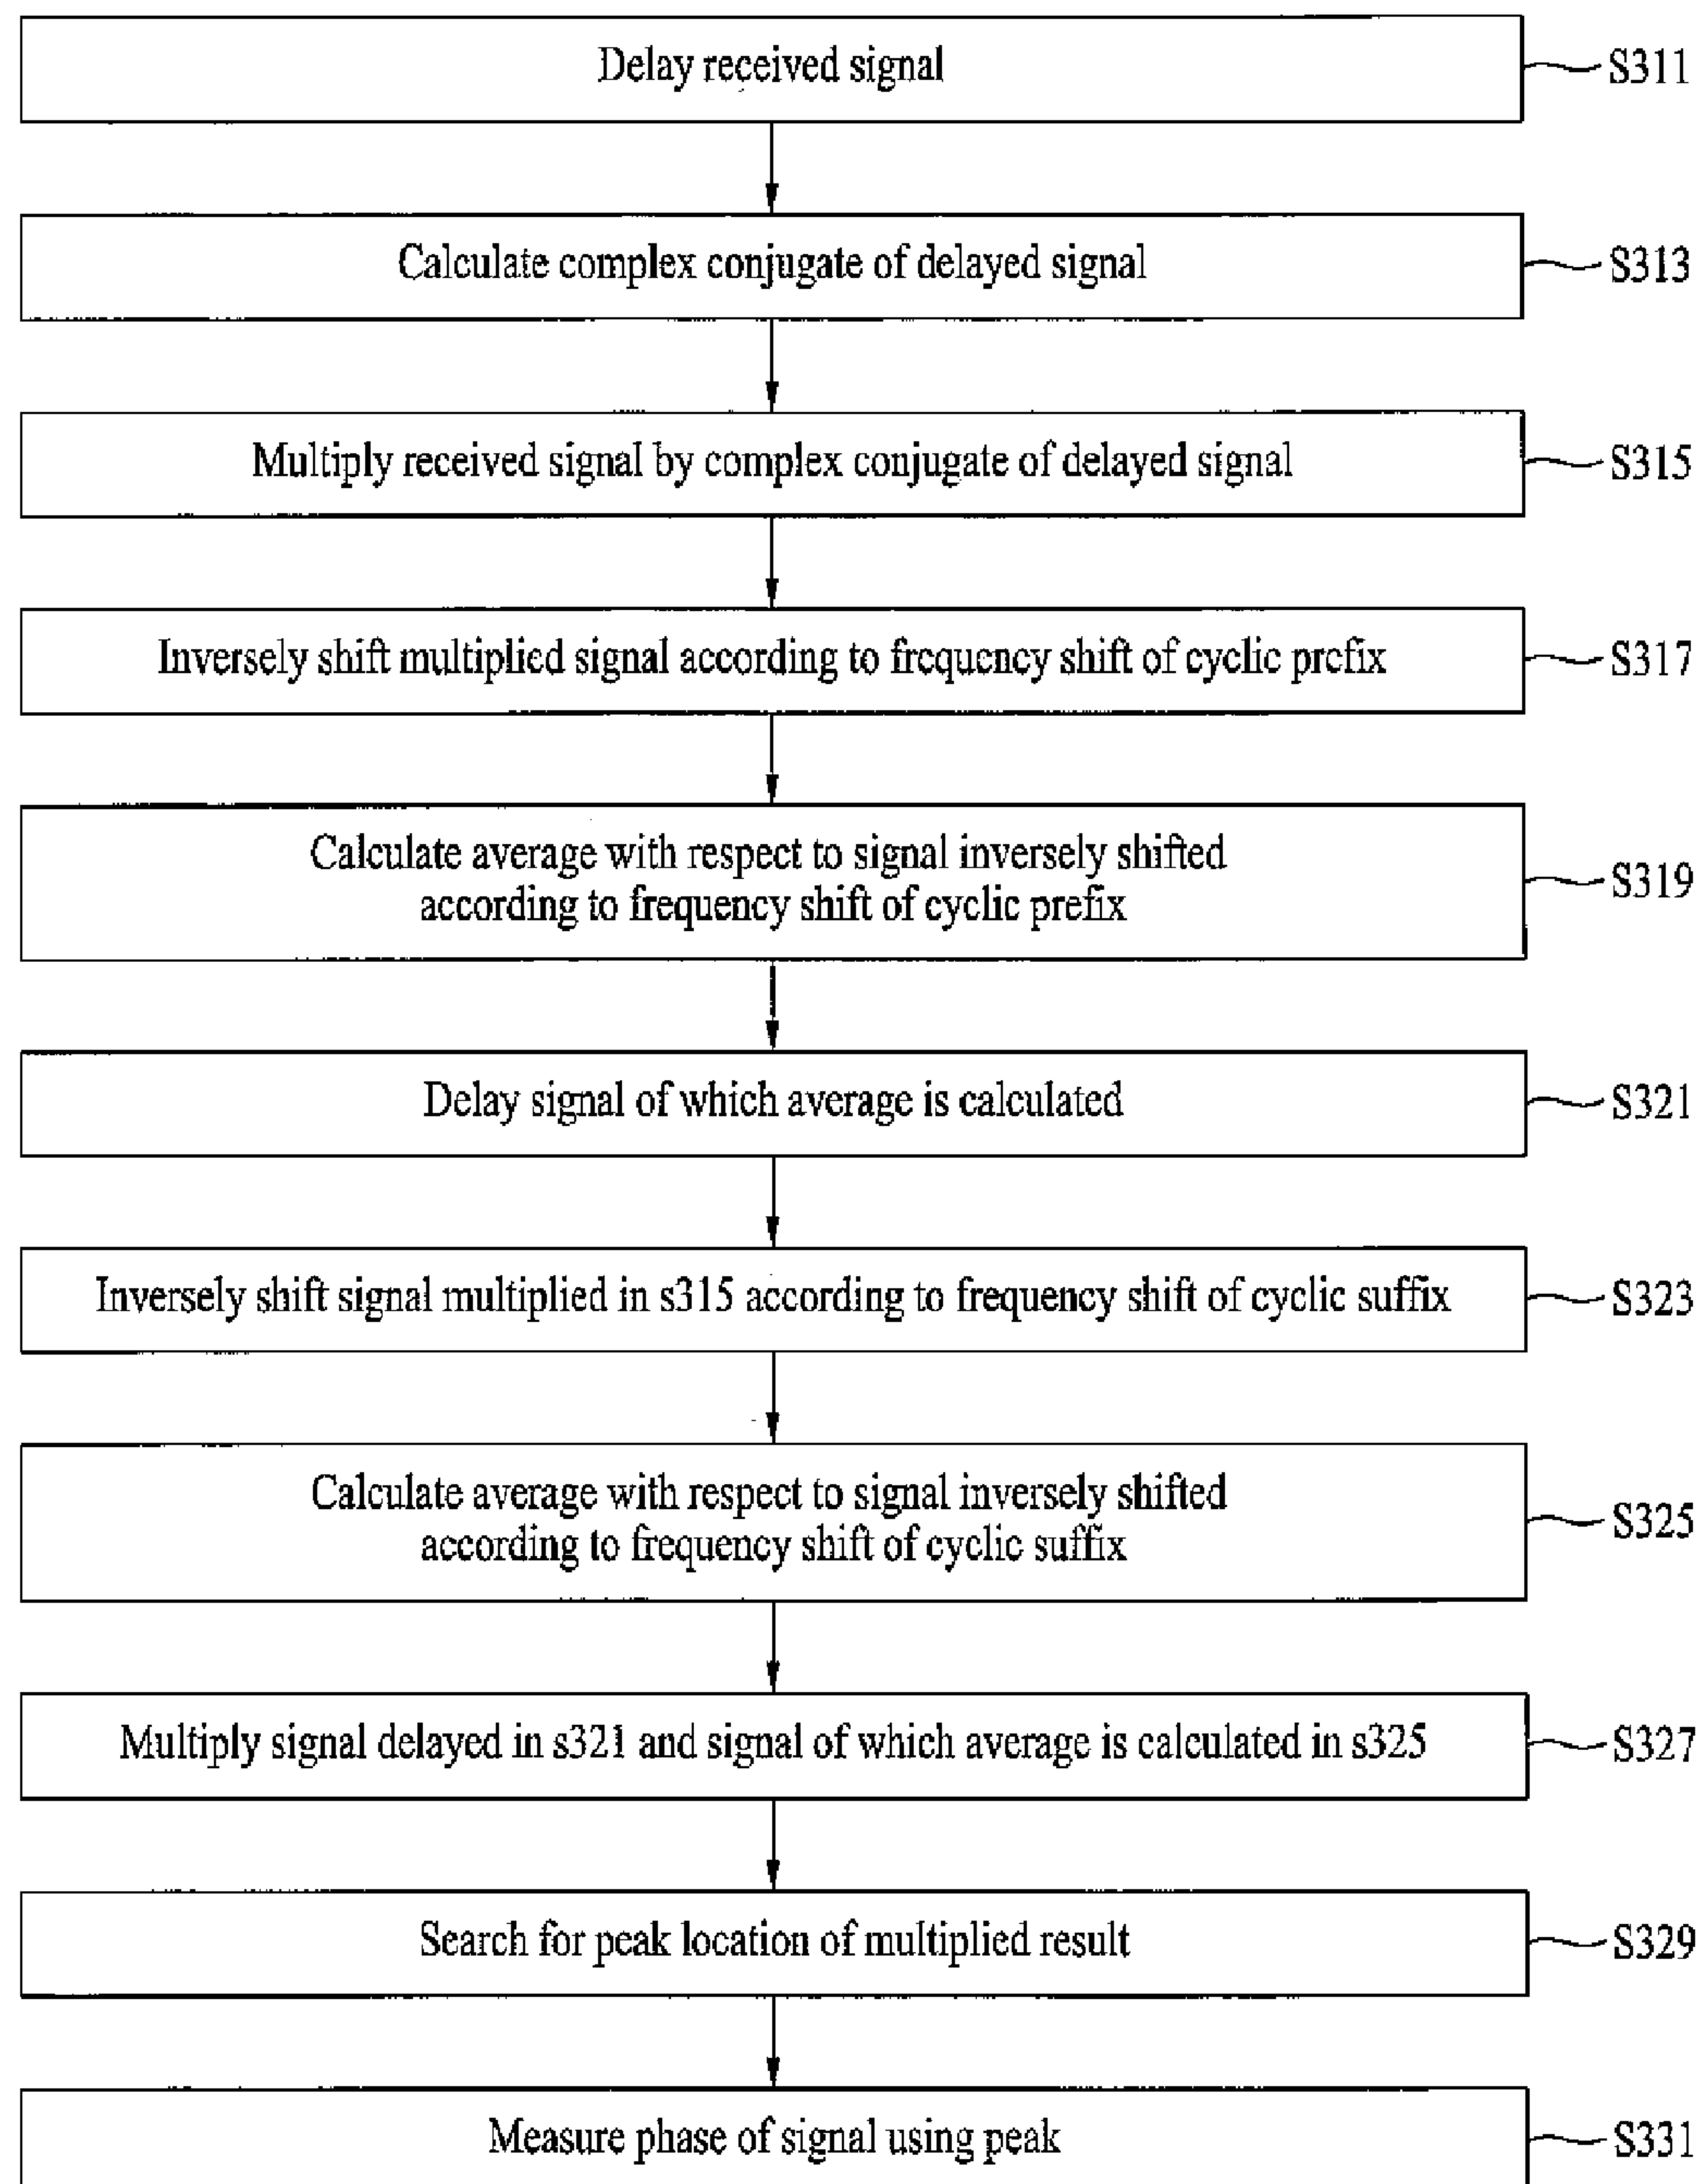 Delay received signal
S311
Calculate complex conjugate of delayed signal
S313
Multiply received signal by complex conjugate of delayed signal
S315
Inversely shift multiplied signal according to frequency shift of cyclic prefix
S317
Calculate average with respect to signal inversely shifted
according to frequency shift of cyclic prefix
S319
Delay signal of which average is calculated
S321
Inversely shift signal multiplied in s315 according to frequency shift of cyclic suffix
S323
Calculate average with respect to signal inversely shifted
according to frequency shift of cyclic suffix
S325
Multiply signal delayed in s321 and signal of which average is calculated in s325
S327
Search for peak location of multiplied result
S329
Measure phase of signal using peak
S331